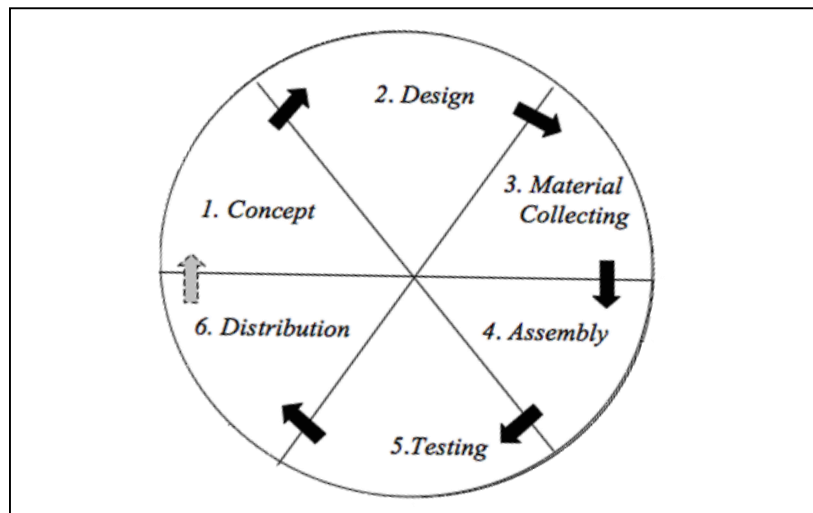 1. Concept
2. Design
3. Material
Collecting
4. Assembly
5.Testing
6. Distribution